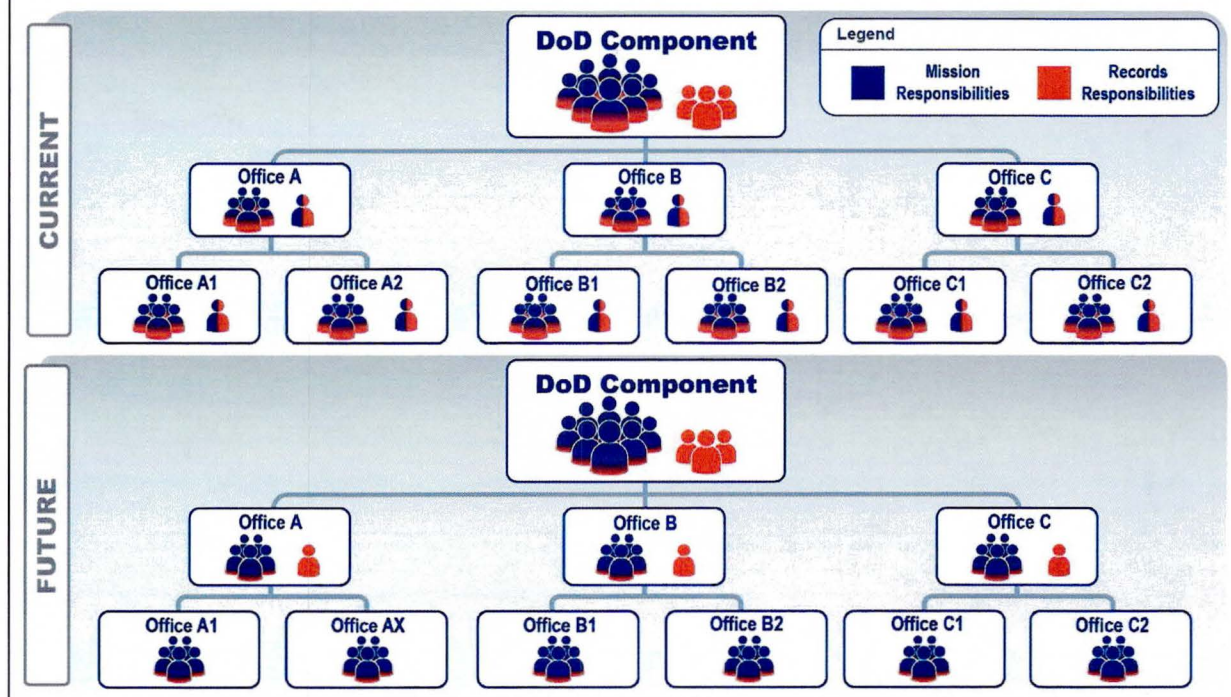 CURRENT
DoD Component
Legend
Mission
Responsibilities
Records
Responsibilities
Office A
Office B
Office C
Office A1
Office A2
Office B1
Office B2
Office C1
Office C2
FUTURE
DoD Component
Office A
Office B
Office C
Office A1
Office AX
Office B1
Office B2
Office C1
Office C2